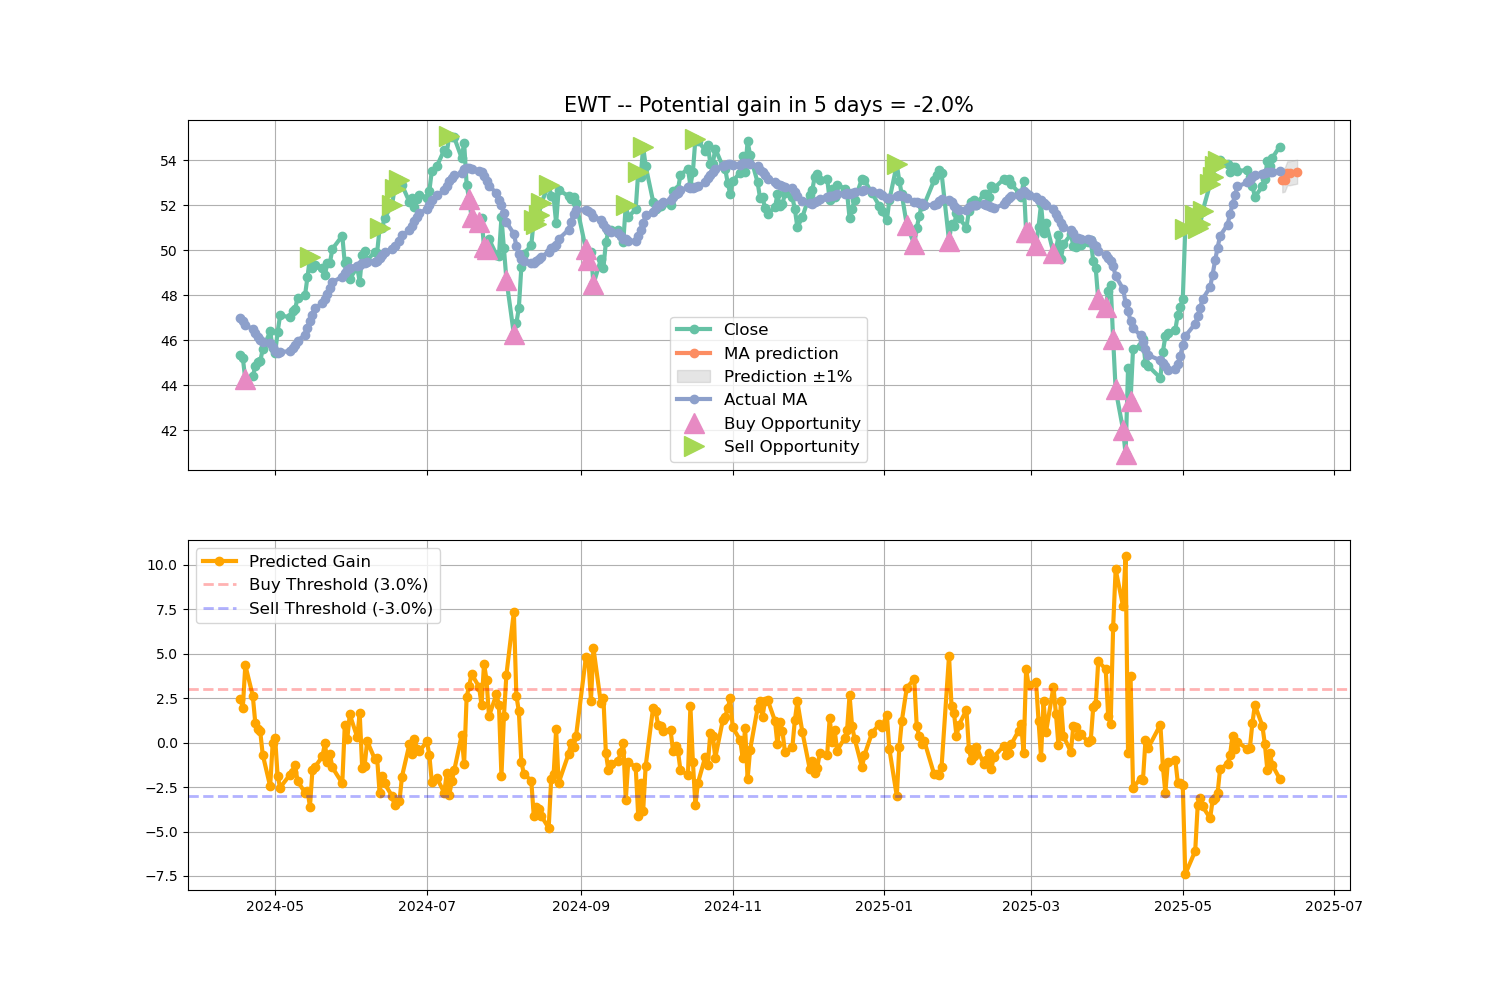 EWT -- Potential gain in 5 days = -2.0%
54
52
50
48
46
44
42
Close
MA prediction
Prediction ±1%
Actual MA
Buy Opportunity
Sell Opportunity
10.0
7.5
5.0
2.5
0.0
−2.5
−5.0
−7.5
Predicted Gain
Buy Threshold (3.0%)
Sell Threshold (-3.0%)
2024-05 2024-07 2024-09 2024-11 2025-01 2025-03 2025-05 2025-07